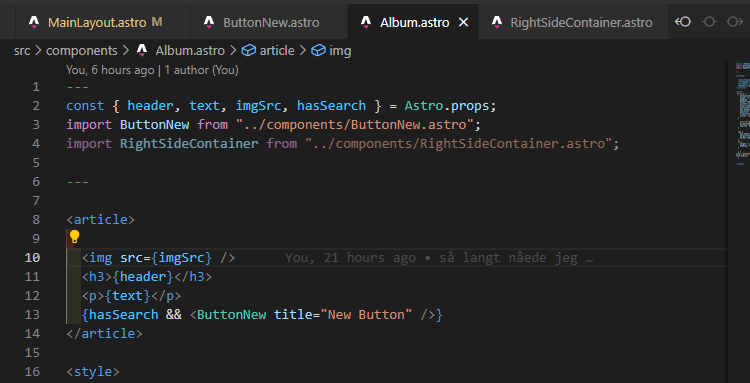 MainLayout.astro M ButtonNew.astro Album.astro RightSideContainer.astro
src > components > Album.astro > article > img
You, 6 hours ago | 1 author (You)
1 ---
2 const { header, text, imgSrc, hasSearch } = Astro.props;
3 import ButtonNew from "../components/ButtonNew.astro";
4 import RightSideContainer from "../components/RightSideContainer.astro";
5
6 ---
7
8 <article>
9
10 <img src={imgSrc} /> You, 21 hours ago • så langt nåede jeg …
11 <h3>{header}</h3>
12 <p>{text}</p>
13 {hasSearch && <ButtonNew title="New Button" />}
14 </article>
15
16 <style>